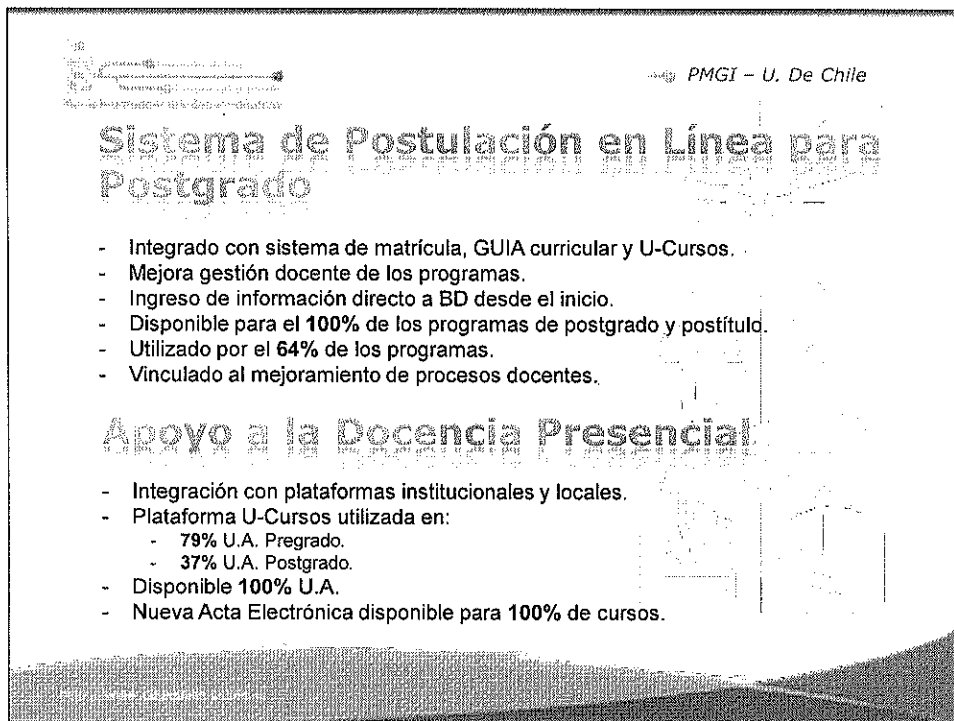 PMGI – U. De Chile
Sistema de Postulación en Línea para
Postgrado
- Integrado con sistema de matrícula, GUIA curricular y U-Cursos.
- Mejora gestión docente de los programas.
- Ingreso de información directo a BD desde el inicio.
- Disponible para el 100% de los programas de postgrado y postítulo.
- Utilizado por el 64% de los programas.
- Vinculado al mejoramiento de procesos docentes.
Apoyo a la Docencia Presencial
- Integración con plataformas institucionales y locales.
- Plataforma U-Cursos utilizada en:
- 79% U.A. Pregrado.
- 37% U.A. Postgrado.
- Disponible 100% U.A.
- Nueva Acta Electrónica disponible para 100% de cursos.